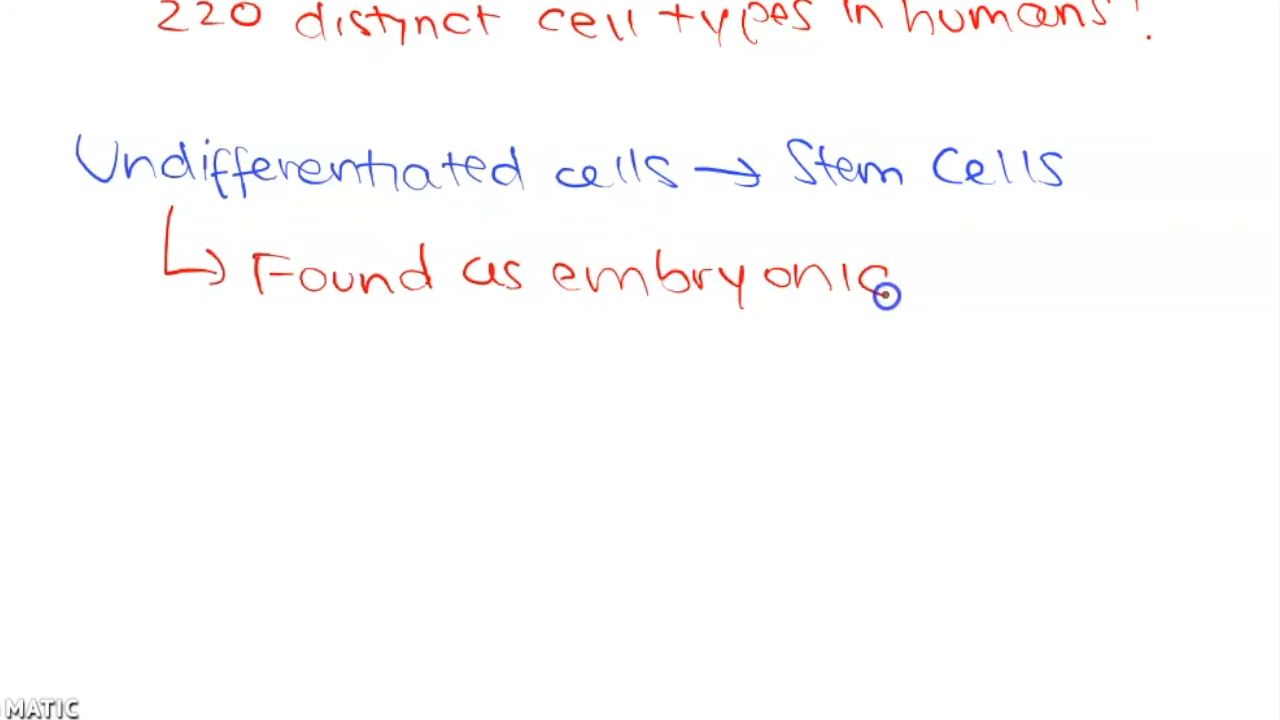 220 distinct cell types in humans!
Undifferentiated cells → Stem Cells
↳ Found as embryonic
MATIC